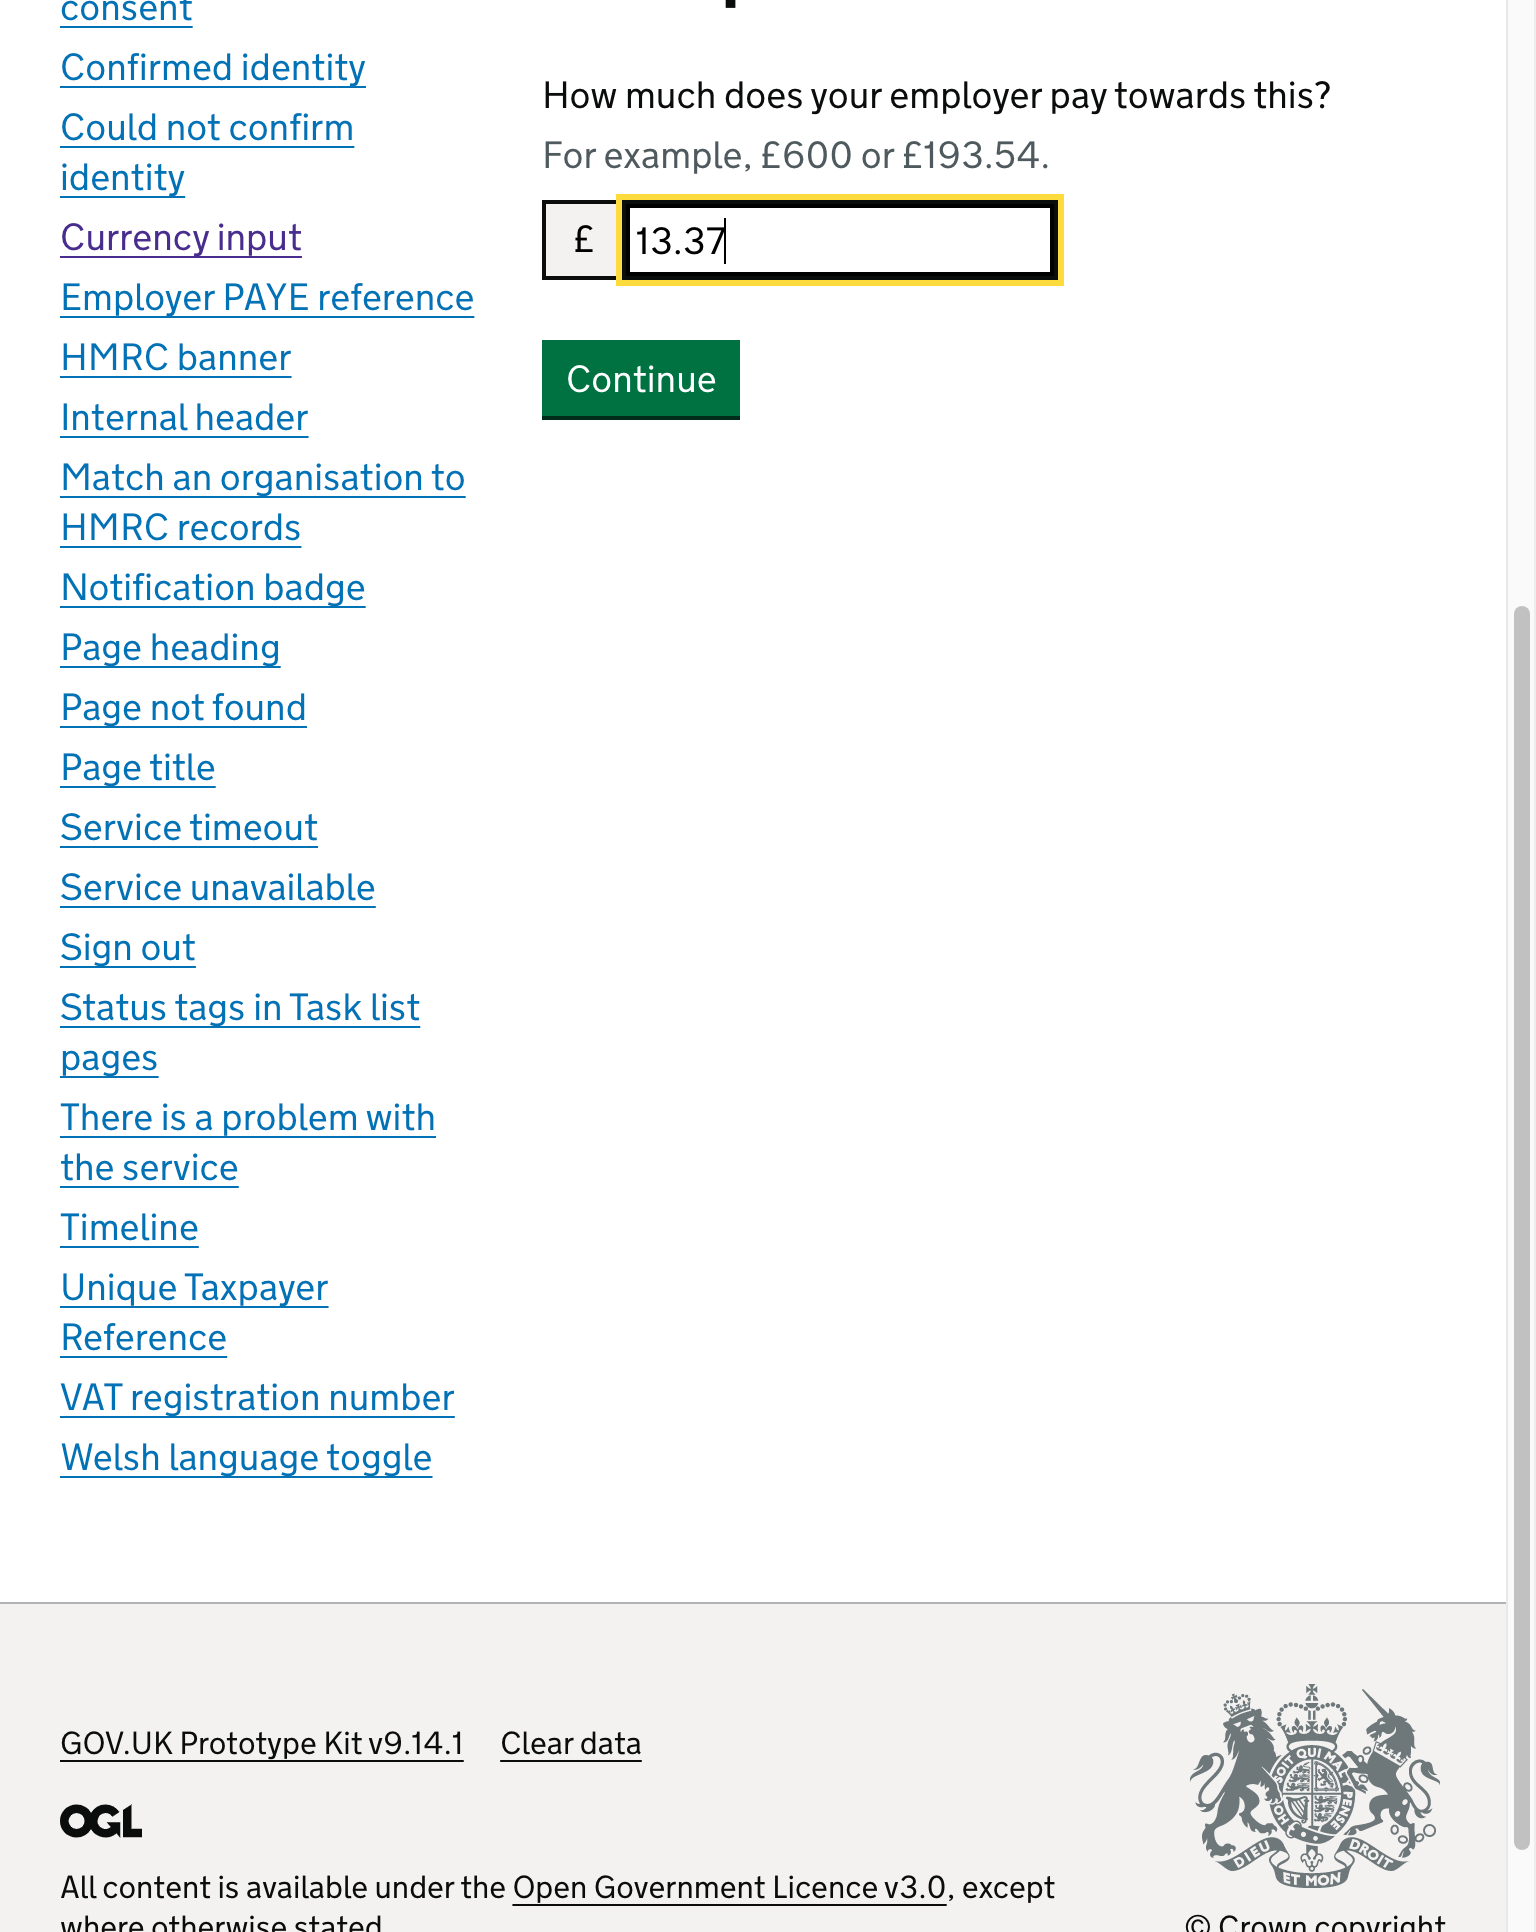 consent
Confirmed identity
Could not confirm
identity
Currency input
Employer PAYE reference
HMRC banner
Internal header
Match an organisation to
HMRC records
Notification badge
Page heading
Page not found
Page title
Service timeout
Service unavailable
Sign out
Status tags in Task list
pages
There is a problem with
the service
Timeline
Unique Taxpayer
Reference
VAT registration number
Welsh language toggle
How much does your employer pay towards this?
For example, £600 or £193.54.
£ 13.37
Continue
GOV.UK Prototype Kit v9.14.1 Clear data
OGL
All content is available under the Open Government Licence v3.0, except
where otherwise stated
SOIT QUI MAL
PENSE
HON
DIEU
ET MON
DROIT
© Crown copyright